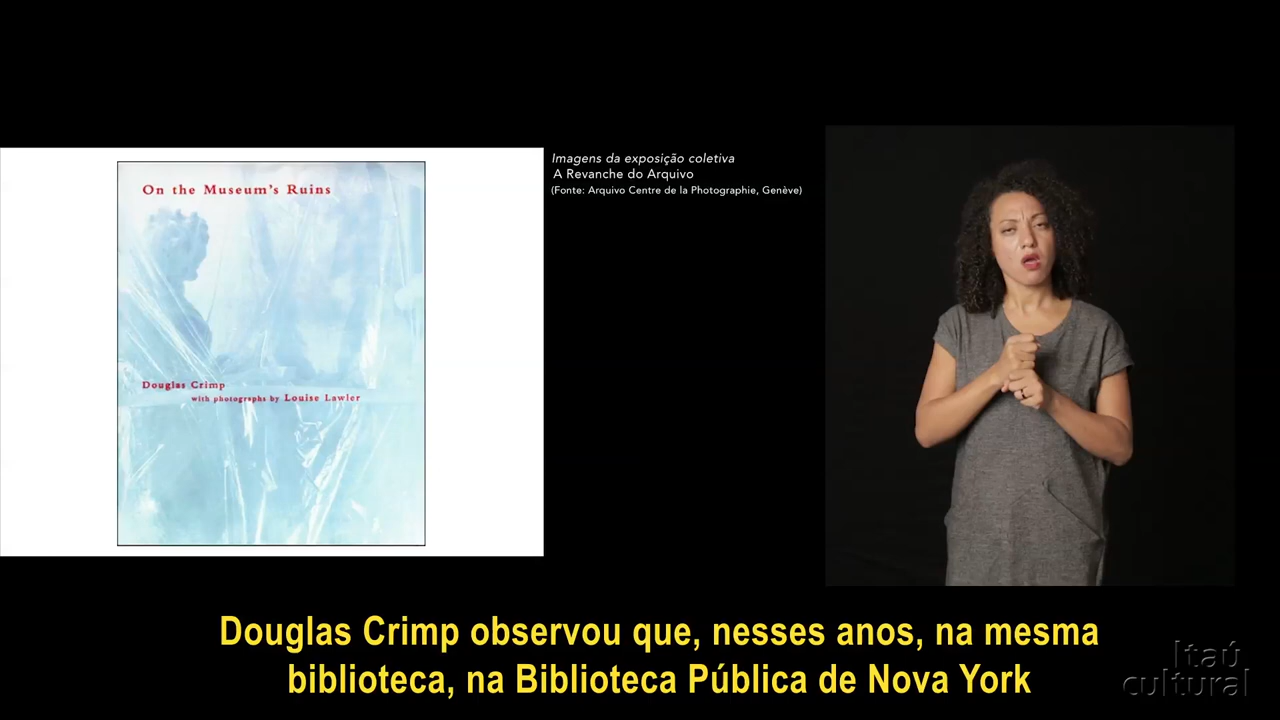 On the Museum's Ruins
Douglas Crimp
with photographs by Louise Lawler
Imagens da exposição coletiva
A Revanche do Arquivo
(Fonte: Arquivo Centre de la Photographie, Genève)
Douglas Crimp observou que, nesses anos, na mesma
biblioteca, na Biblioteca Pública de Nova York
Itaú
cultural